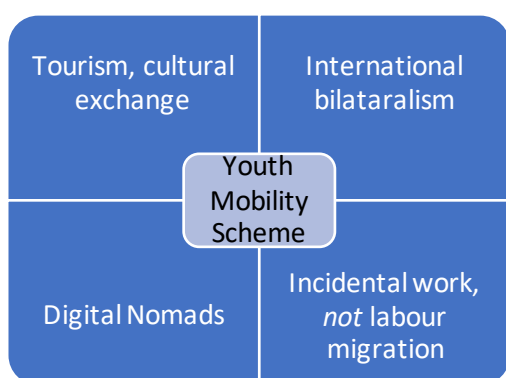 Tourism, cultural
exchange
International
bilataralism
Youth
Mobility
Scheme
Digital Nomads
Incidental work,
not labour
migration